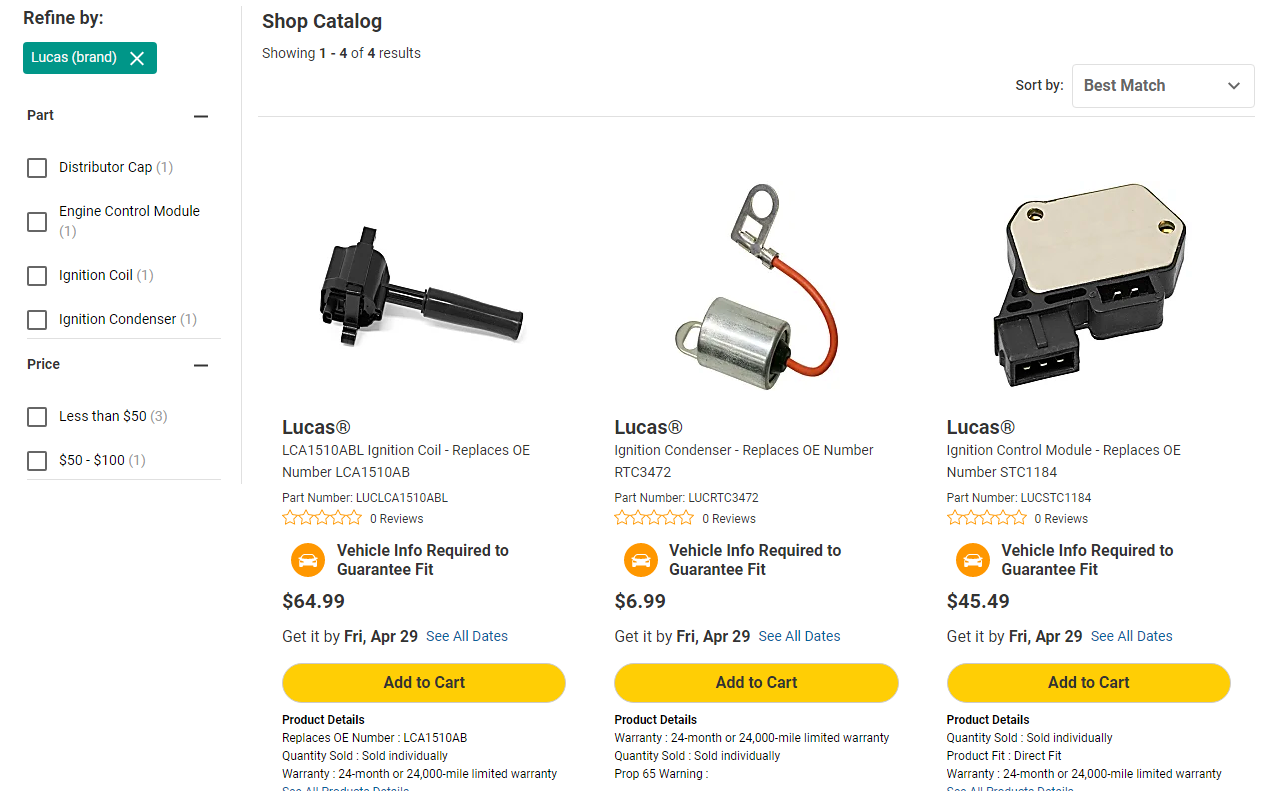 Refine by:
Lucas (brand)
Part
Distributor Cap (1)
Engine Control Module
(1)
Ignition Coil (1)
Ignition Condenser (1)
Price
Less than $50 (3)
$50 - $100 (1)
Shop Catalog
Showing 1 - 4 of 4 results
Sort by:
Best Match
Lucas®
LCA1510ABL Ignition Coil - Replaces OE
Number LCA1510AB
Part Number: LUCLCA1510ABL
0 Reviews
Vehicle Info Required to
Guarantee Fit
$64.99
Get it by Fri, Apr 29 See All Dates
Add to Cart
Product Details
Replaces OE Number : LCA1510AB
Quantity Sold : Sold individually
Warranty : 24-month or 24,000-mile limited warranty
See All Products Details
Lucas®
Ignition Condenser - Replaces OE Number
RTC3472
Part Number: LUCRTC3472
0 Reviews
Vehicle Info Required to
Guarantee Fit
$6.99
Get it by Fri, Apr 29 See All Dates
Add to Cart
Product Details
Warranty : 24-month or 24,000-mile limited warranty
Quantity Sold : Sold individually
Prop 65 Warning :
Lucas®
Ignition Control Module - Replaces OE
Number STC1184
Part Number: LUCSTC1184
0 Reviews
Vehicle Info Required to
Guarantee Fit
$45.49
Get it by Fri, Apr 29 See All Dates
Add to Cart
Product Details
Quantity Sold : Sold individually
Product Fit : Direct Fit
Warranty : 24-month or 24,000-mile limited warranty
See All Products Details